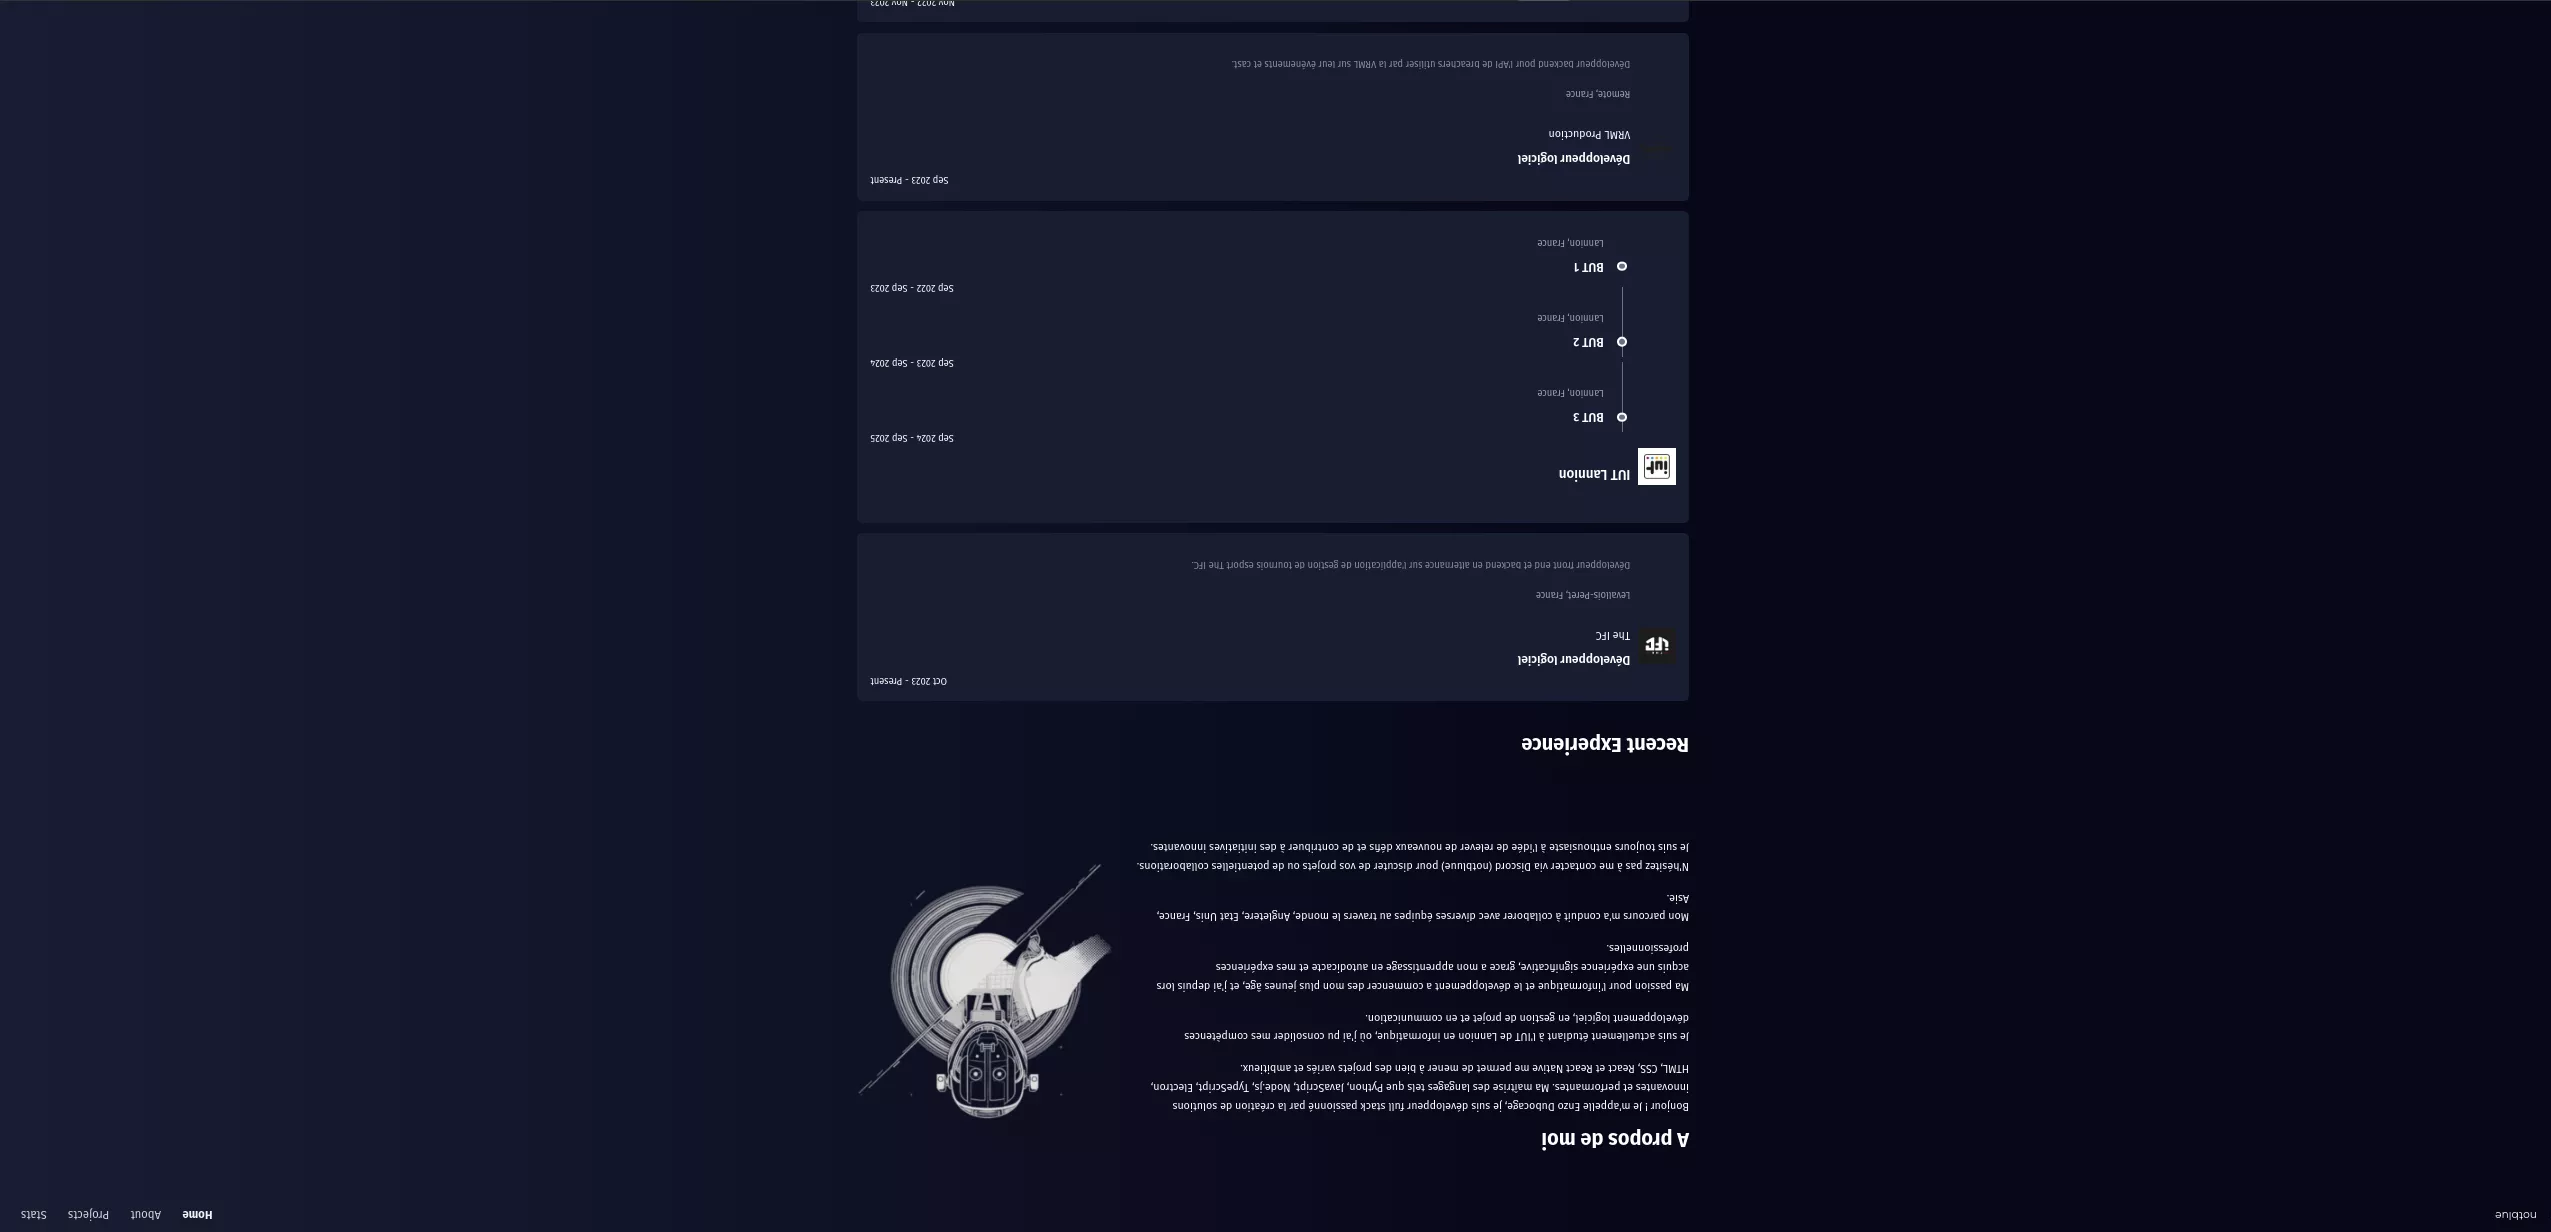 notblue
Home About Projects Stats
A propos de moi
Bonjour ! Je m'appelle Enzo Dubocage, je suis développeur full stack passionné par la création de solutions
innovantes et performantes. Ma maîtrise des langages tels que Python, JavaScript, Node.js, TypeScript, Electron,
HTML, CSS, React et React Native me permet de mener à bien des projets variés et ambitieux.
Je suis actuellement étudiant à l'IUT de Lannion en informatique, où j'ai pu consolider mes compétences
développement logiciel, en gestion de projet et en communication.
Ma passion pour l'informatique et le développement a commencer des mon plus jeunes âge, et j'ai depuis lors
acquis une expérience significative, grace a mon apprentissage en autodicacte et mes expériences
professionnelles.
Mon parcours m'a conduit à collaborer avec diverses équipes au travers le monde, Angletere, Etat Unis, France,
Asie.
N'hésitez pas à me contacter via Discord (notbluue) pour discuter de vos projets ou de potentielles collaborations.
Je suis toujours enthousiaste à l'idée de relever de nouveaux défis et de contribuer à des initiatives innovantes.
Recent Experience
Oct 2023 - Present
Développeur logiciel
The IFC
Levallois-Peret, France
Développeur front end et backend en alternance sur l'application de gestion de tournois esport The IFC.
iFC
IUT Lannion
iut
Sep 2024 - Sep 2025
BUT 3
Lannion, France
Sep 2023 - Sep 2024
BUT 2
Lannion, France
Sep 2022 - Sep 2023
BUT 1
Lannion, France
Sep 2023 - Present
Développeur logiciel
VRML Production
Remote, France
Développeur backend pour l'API de breachers utiliser par la VRML sur leur événements et cast.
Nov 2022 - Nov 2023